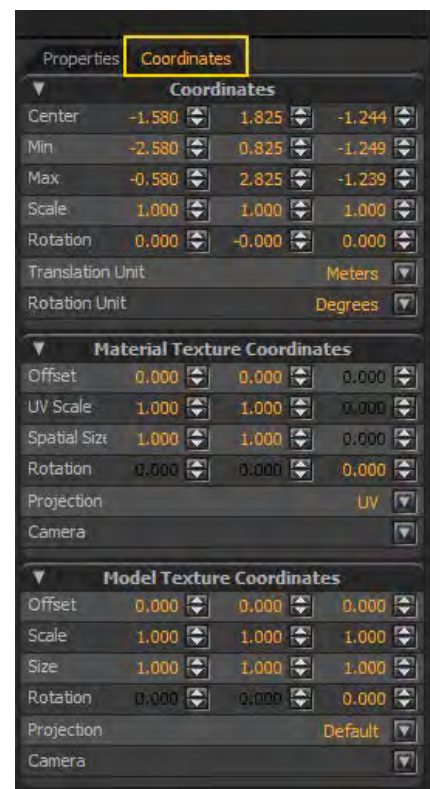 Properties Coordinates
Coordinates
Center -1.580 1.825 -1.244
Min -2.580 0.825 -1.249
Max -0.580 2.825 -1.239
Scale 1.000 1.000 1.000
Rotation 0.000 -0.000 0.000
Translation Unit Meters
Rotation Unit Degrees
Material Texture Coordinates
Offset 0.000 0.000 0.000
UV Scale 1.000 1.000 0.000
Spatial Size 1.000 1.000 0.000
Rotation 0.000 0.000 0.000
Projection UV
Camera
Model Texture Coordinates
Offset 0.000 0.000 0.000
Scale 1.000 1.000 1.000
Size 1.000 1.000 1.000
Rotation 0.000 0.000 0.000
Projection Default
Camera